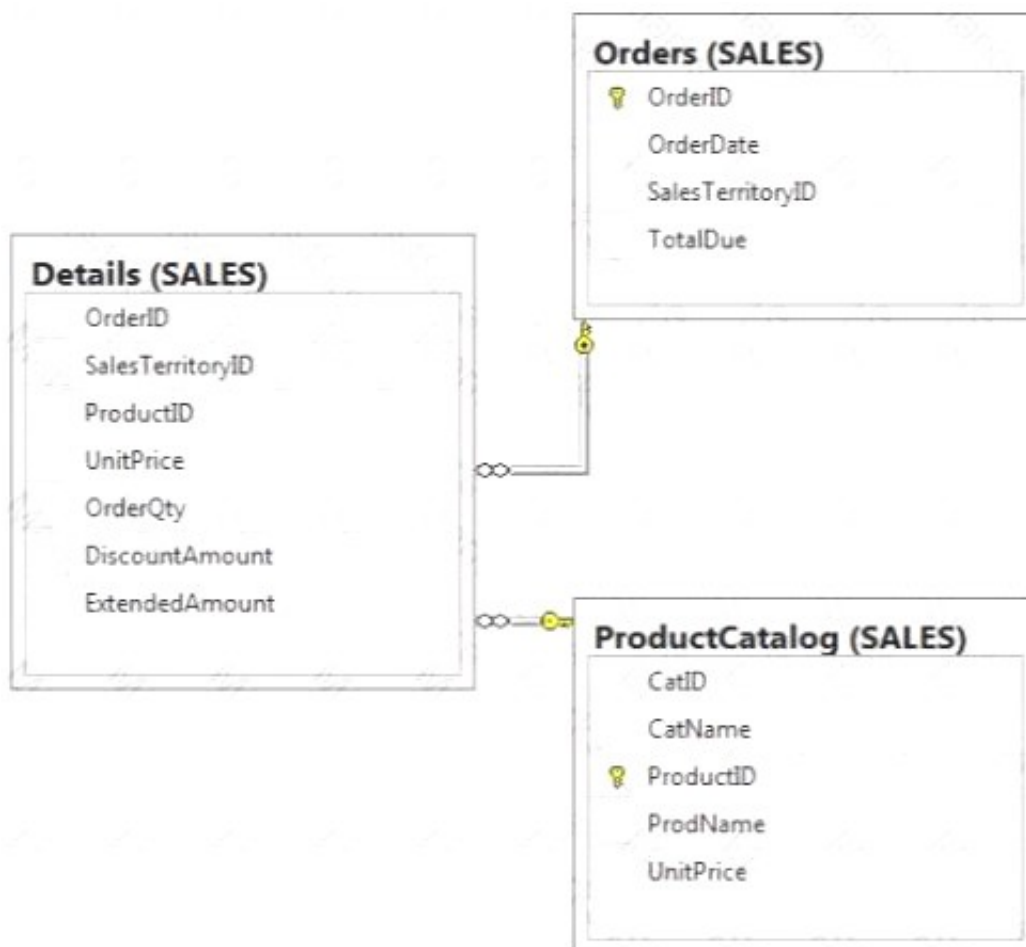 Orders (SALES)
OrderID
OrderDate
SalesTerritoryID
TotalDue
Details (SALES)
OrderID
SalesTerritoryID
ProductID
UnitPrice
OrderQty
DiscountAmount
ExtendedAmount
ProductCatalog (SALES)
CatID
CatName
ProductID
ProdName
UnitPrice